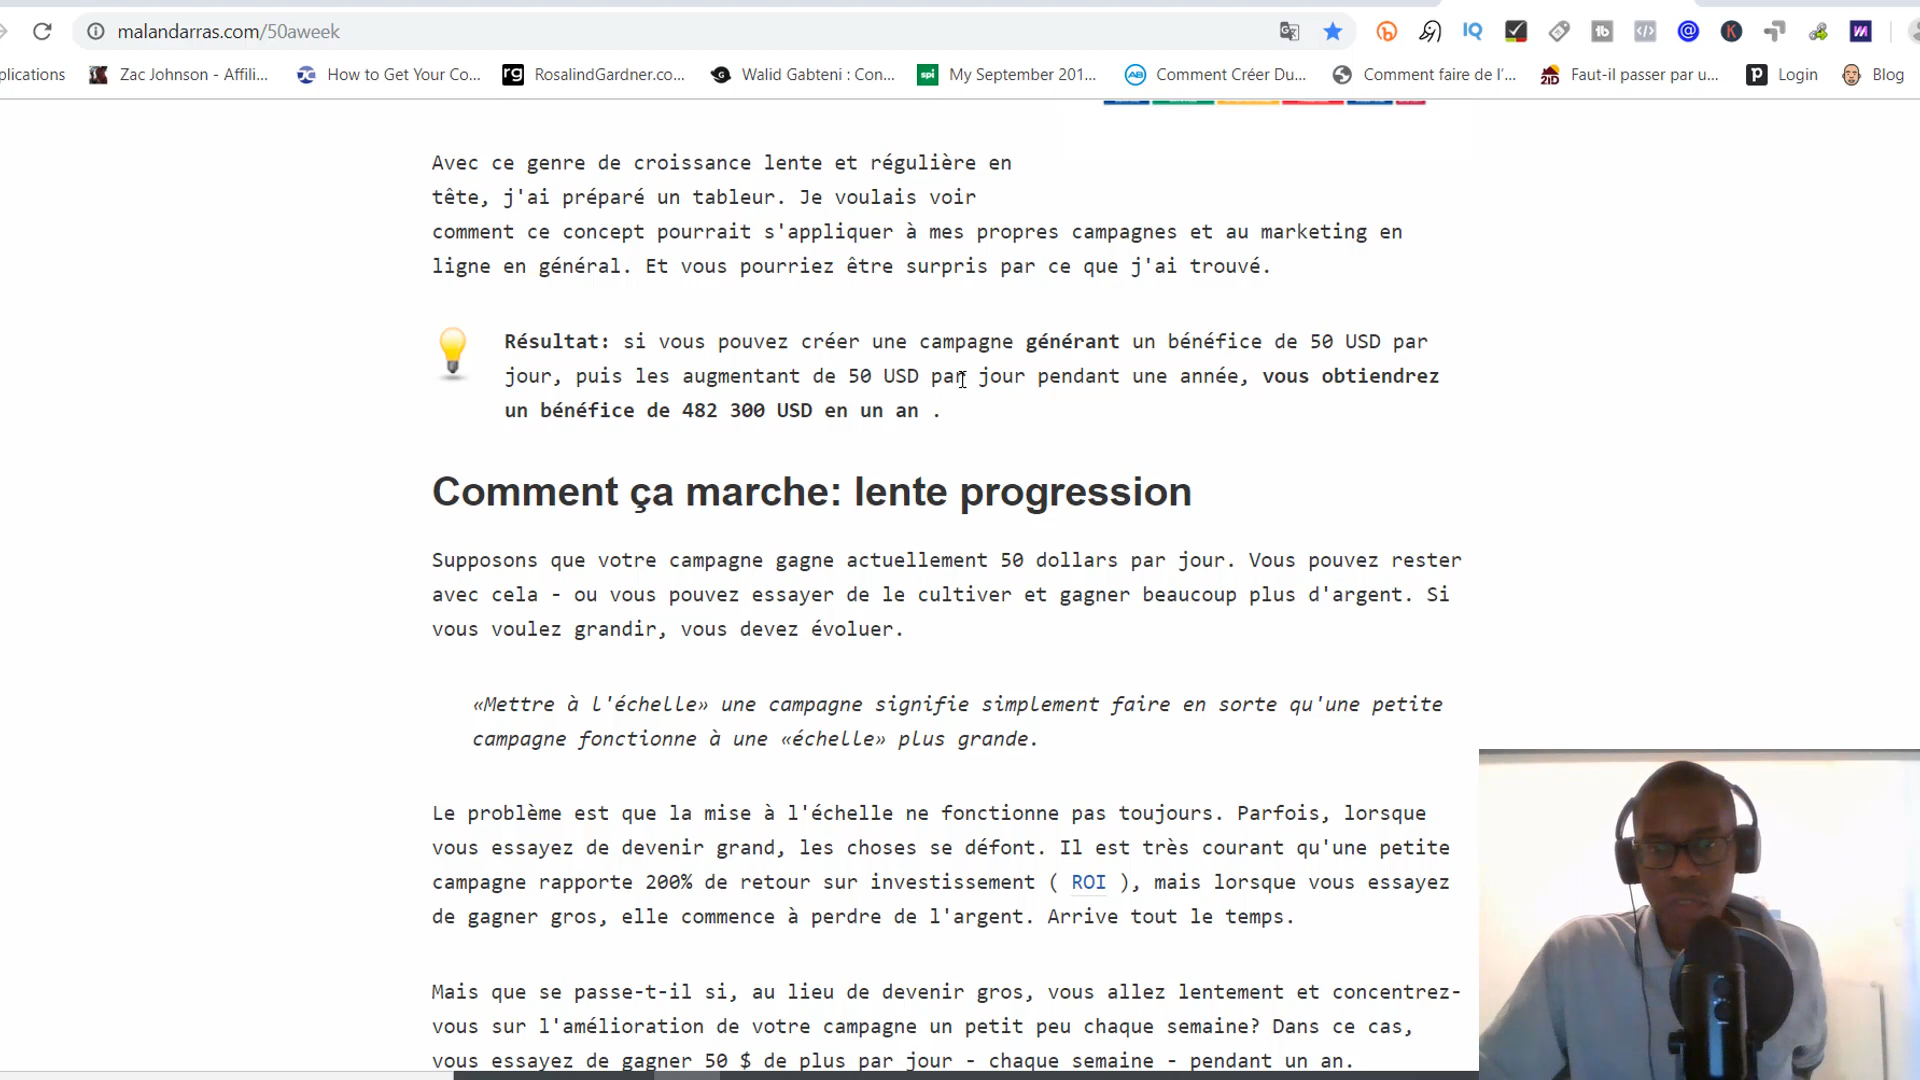 malandarras.com/50aweek
plications
Zac Johnson - Affili...
How to Get Your Co...
RosalindGardner.co...
Walid Gabteni : Con...
My September 201...
Comment Créer Du...
Comment faire de l'...
Faut-il passer par u...
Login
Blog
Avec ce genre de croissance lente et régulière en
tête, j'ai préparé un tableur. Je voulais voir
comment ce concept pourrait s'appliquer à mes propres campagnes et au marketing en
ligne en général. Et vous pourriez être surpris par ce que j'ai trouvé.
Résultat: si vous pouvez créer une campagne générant un bénéfice de 50 USD par
jour, puis les augmentant de 50 USD par jour pendant une année, vous obtiendrez
un bénéfice de 482 300 USD en un an .
Comment ça marche: lente progression
Supposons que votre campagne gagne actuellement 50 dollars par jour. Vous pouvez rester
avec cela - ou vous pouvez essayer de le cultiver et gagner beaucoup plus d'argent. Si
vous voulez grandir, vous devez évoluer.
«Mettre à l'échelle» une campagne signifie simplement faire en sorte qu'une petite
campagne fonctionne à une «échelle» plus grande.
Le problème est que la mise à l'échelle ne fonctionne pas toujours. Parfois, lorsque
vous essayez de devenir grand, les choses se défont. Il est très courant qu'une petite
campagne rapporte 200% de retour sur investissement ( ROI ), mais lorsque vous essayez
de gagner gros, elle commence à perdre de l'argent. Arrive tout le temps.
Mais que se passe-t-il si, au lieu de devenir gros, vous allez lentement et concentrez-
vous sur l'amélioration de votre campagne un petit peu chaque semaine? Dans ce cas,
vous essayez de gagner 50 $ de plus par jour - chaque semaine - pendant un an.